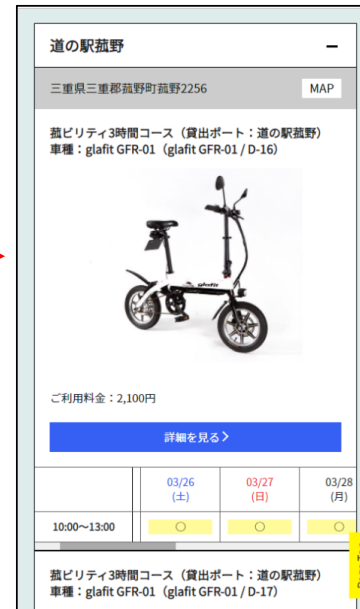 道の駅菰野
三重県三重郡菰野町菰野2256 MAP
菰ビリティ3時間コース（貸出ポート：道の駅菰野）
車種：glafit GFR-01（glafit GFR-01 / D-16）
glafit
ご利用料金：2,100円
詳細を見る
03/26 03/27 03/28
(土) (日) (月)
10:00〜13:00 ○ ○ ○
菰ビリティ3時間コース（貸出ポート：道の駅菰野）
車種：glafit GFR-01（glafit GFR-01 / D-17）